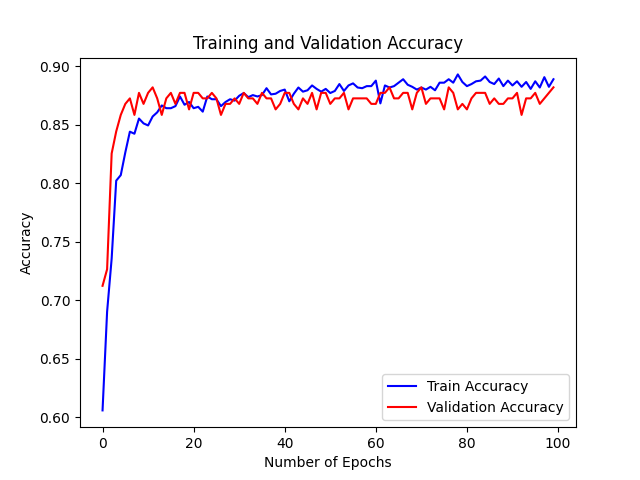 Training and Validation Accuracy
0.90
0.85
0.80
0.75
0.70
0.65
0.60
Accuracy
0 20 40 60 80 100
Number of Epochs
Train Accuracy
Validation Accuracy